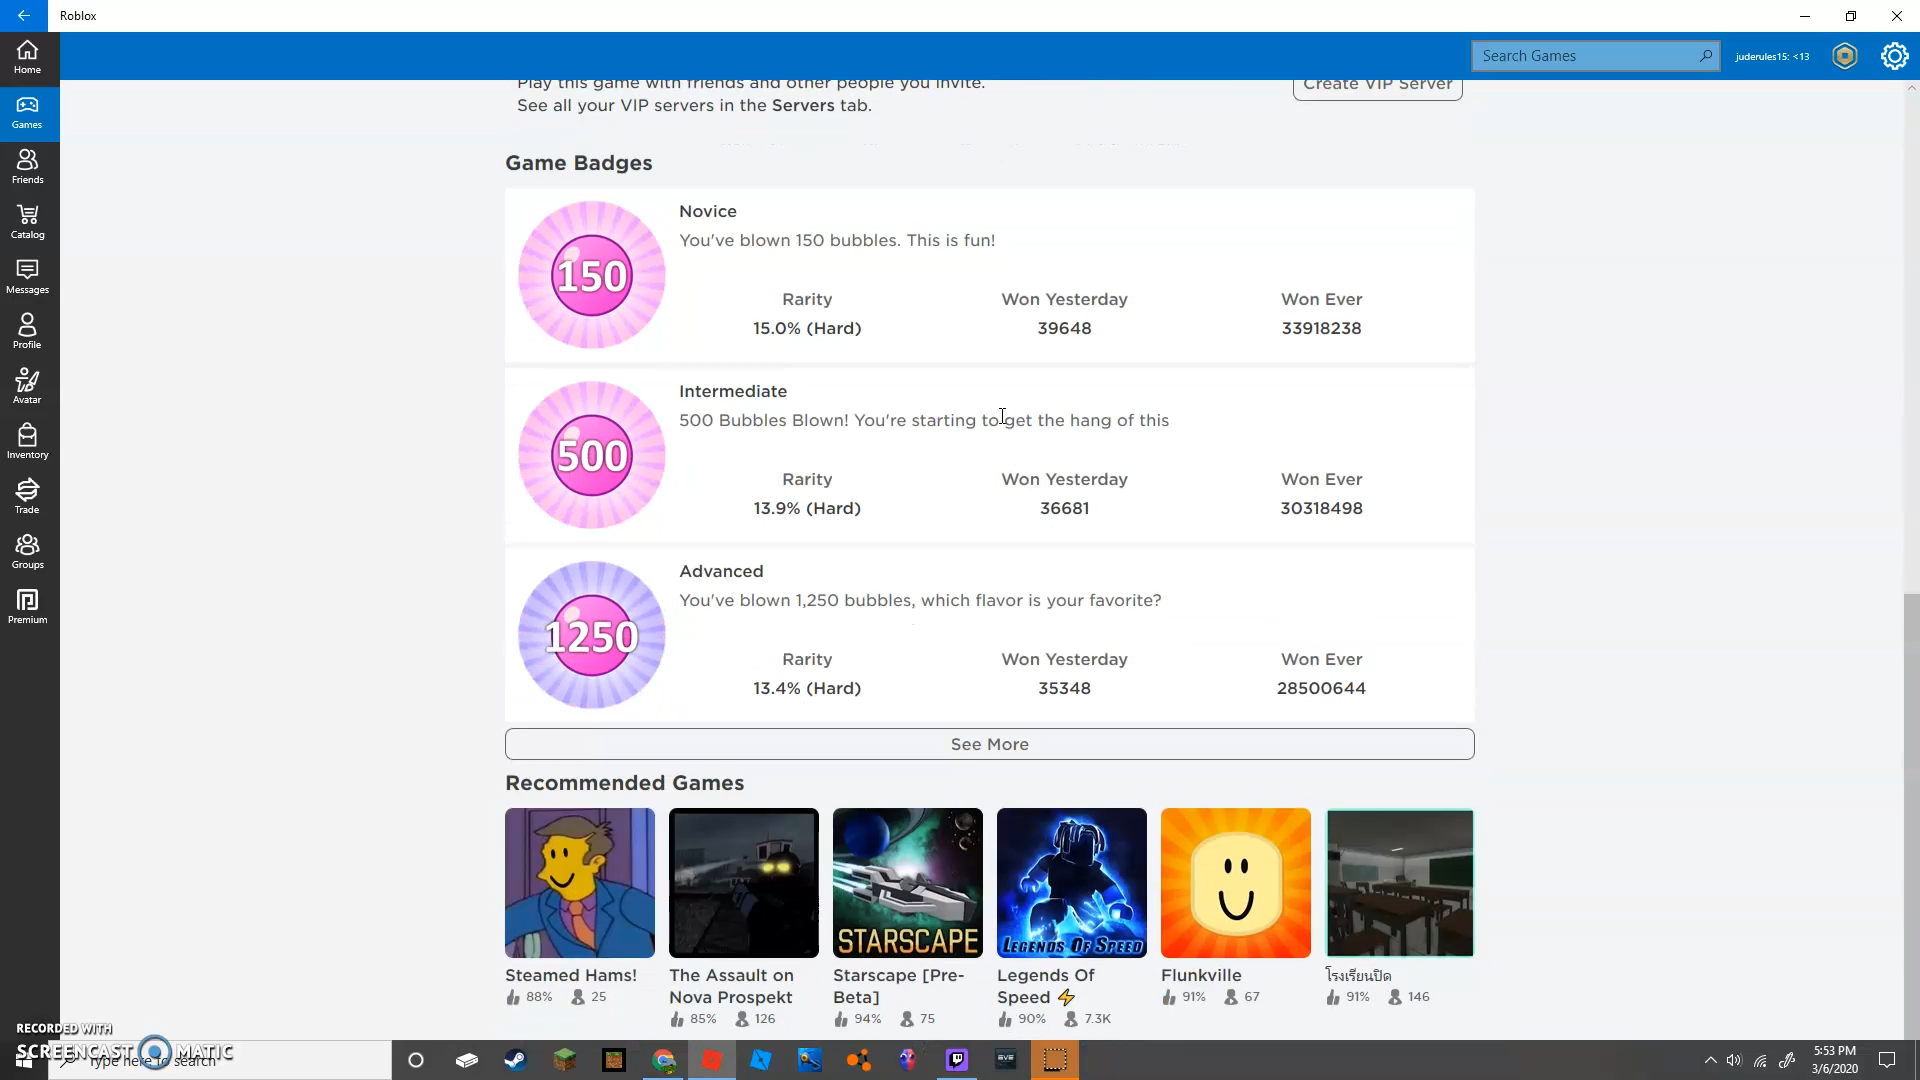 Roblox
Home
Games
Friends
Catalog
Messages
Profile
Avatar
Inventory
Trade
Groups
Premium
Search Games
juderules15: <13
Play this game with friends and other people you invite.
See all your VIP servers in the Servers tab.
Create VIP Server
Game Badges
150
Novice
You've blown 150 bubbles. This is fun!
Rarity Won Yesterday Won Ever
15.0% (Hard) 39648 33918238
500
Intermediate
500 Bubbles Blown! You're starting to get the hang of this
Rarity Won Yesterday Won Ever
13.9% (Hard) 36681 30318498
1250
Advanced
You've blown 1,250 bubbles, which flavor is your favorite?
Rarity Won Yesterday Won Ever
13.4% (Hard) 35348 28500644
See More
Recommended Games
STARSCAPE
LEGENDS OF SPEED
Steamed Hams!
88% 25
The Assault on
Nova Prospekt
85% 126
Starscape [Pre-
Beta]
94% 75
Legends Of
Speed ⚡
90% 7.3K
Flunkville
91% 67
โรงเรียนปิด
91% 146
RECORDED WITH
SCREENCAST MATIC
Type here to search
EVE
5:53 PM
3/6/2020